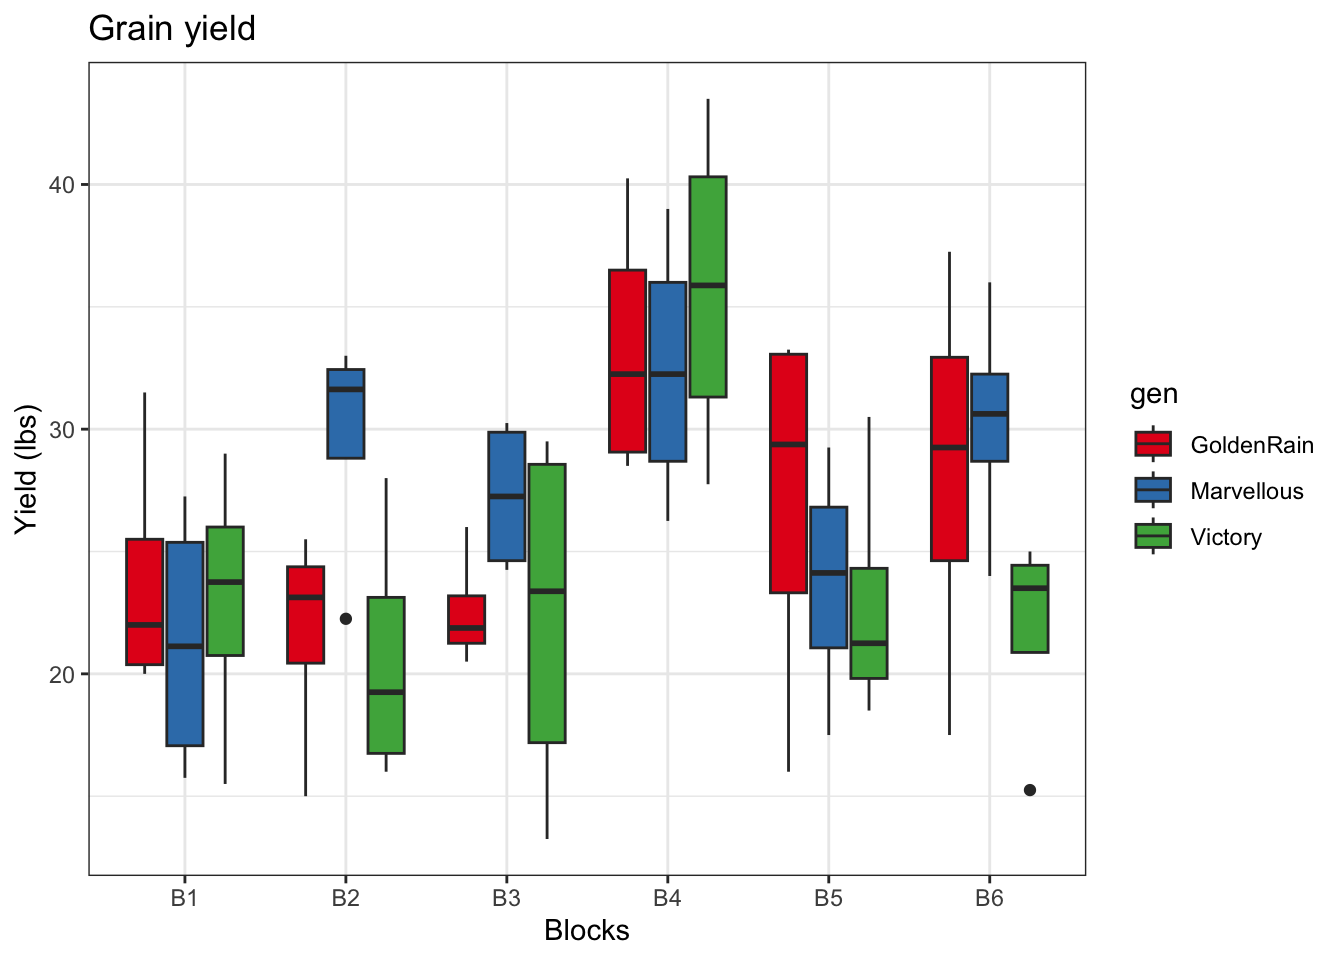 Grain yield
Yield (lbs)
40
30
20
B1 B2 B3 B4 B5 B6
Blocks
gen
GoldenRain
Marvellous
Victory